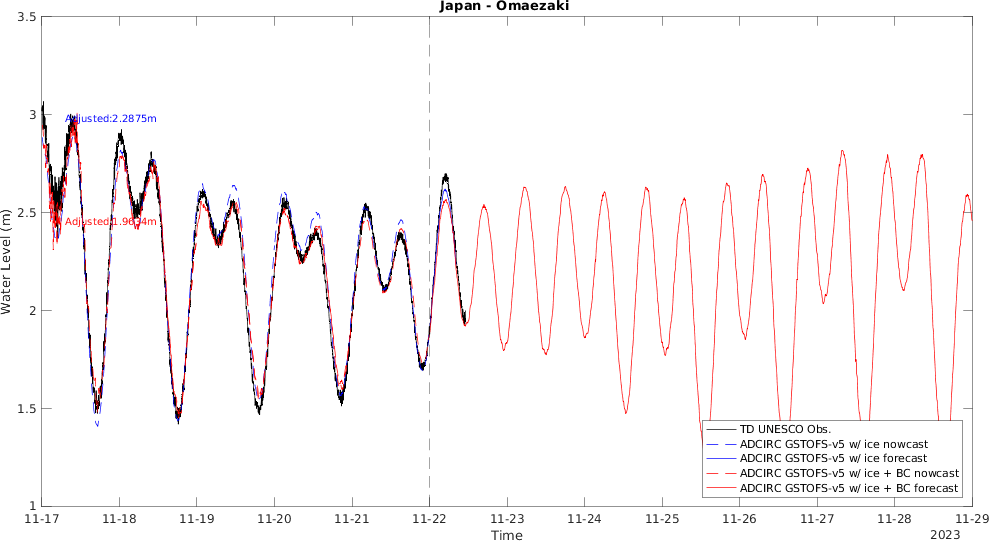 Japan - Omaezaki
3.5
3
2.5
2
1.5
1
Water Level (m)
Adjusted:2.2875m
TD UNESCO Obs.
ADCIRC GSTOFS-v5 w/ ice nowcast
ADCIRC GSTOFS-v5 w/ ice forecast
ADCIRC GSTOFS-v5 w/ ice + BC nowcast
ADCIRC GSTOFS-v5 w/ ice + BC forecast
11-17 11-18 11-19 11-20 11-21 11-22 11-23 11-24 11-25 11-26 11-27 11-28 11-29
Time
2023